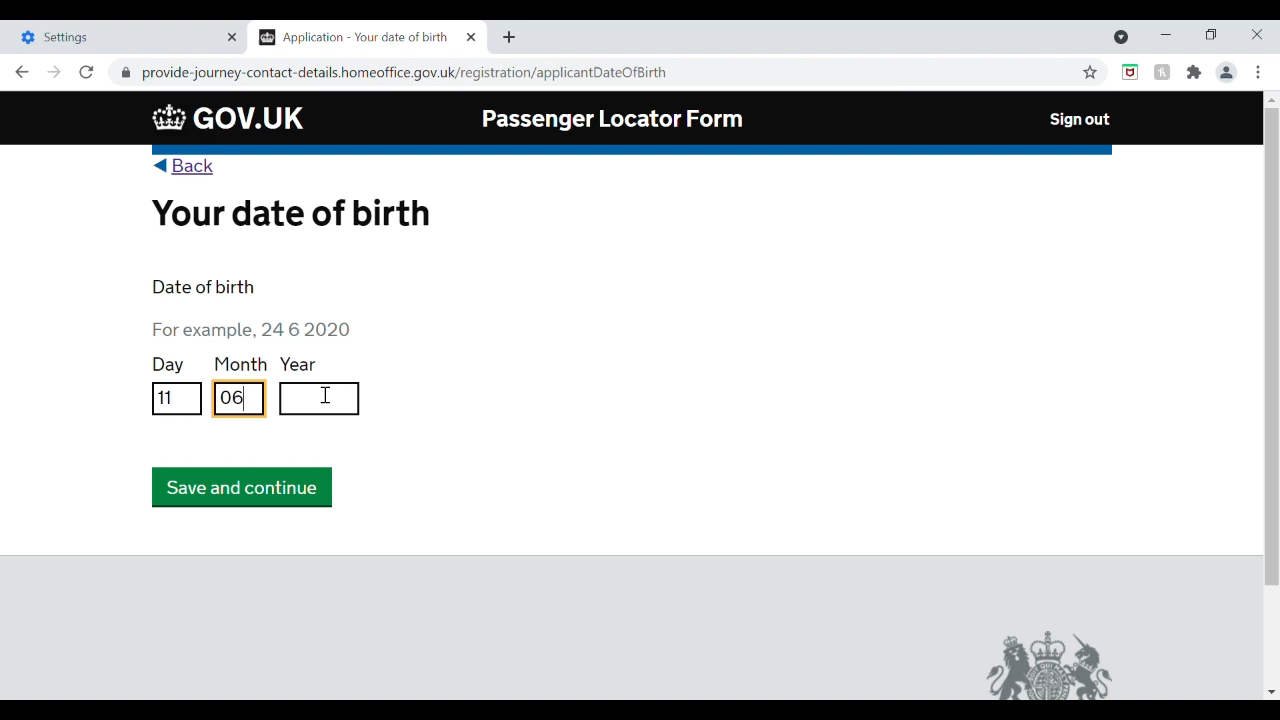 Settings
Application - Your date of birth
provide-journey-contact-details.homeoffice.gov.uk/registration/applicantDateOfBirth
GOV.UK
Passenger Locator Form
Sign out
Back
Your date of birth
Date of birth
For example, 24 6 2020
Day Month Year
11 06
Save and continue